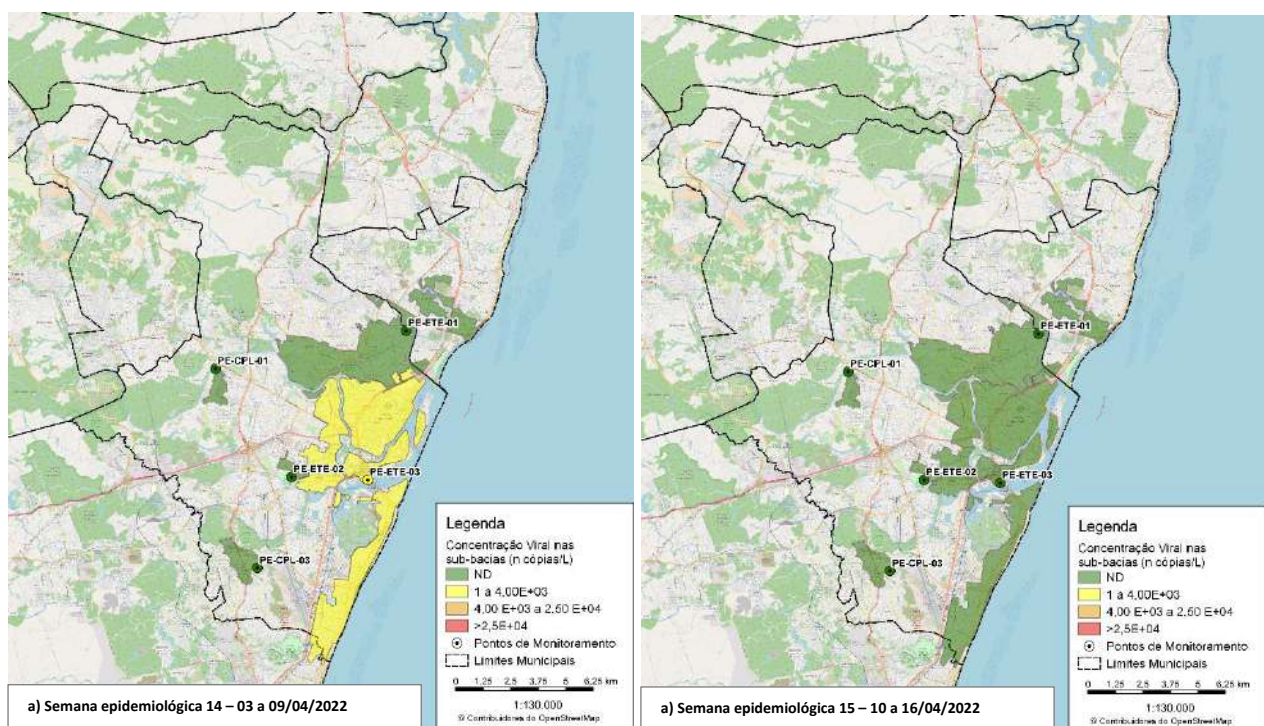 PE-ETE-01
PE-CPL-01
PE-ETE-02
PE-ETE-03
PE-CPL-03
Legenda
Concentração Viral nas
sub-bacias (n cópias/L)
ND
1 a 4,00E+03
4,00 E+03 a 2,50 E+04
>2,5E+04
Pontos de Monitoramento
Limites Municipais
0 1,25 2,5 3,75 5 6,25 km
1:130.000
© Contribuidores do OpenStreetMap
a) Semana epidemiológica 14 – 03 a 09/04/2022
PE-ETE-01
PE-CPL-01
PE-ETE-02
PE-ETE-03
PE-CPL-03
Legenda
Concentração Viral nas
sub-bacias (n cópias/L)
ND
1 a 4,00E+03
4,00 E+03 a 2,50 E+04
>2,5E+04
Pontos de Monitoramento
Limites Municipais
0 1,25 2,5 3,75 5 6,25 km
1:130.000
© Contribuidores do OpenStreetMap
a) Semana epidemiológica 15 – 10 a 16/04/2022